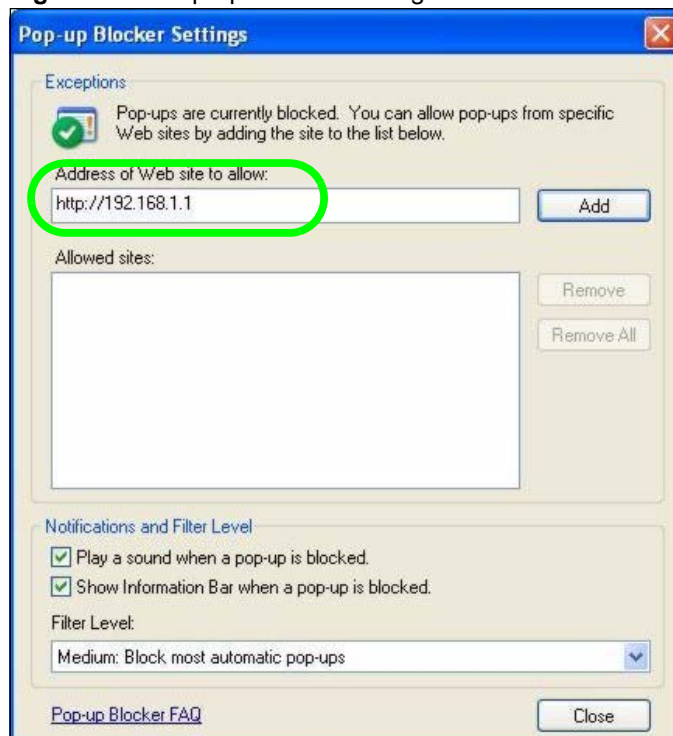 Pop-up Blocker Settings
Exceptions
Pop-ups are currently blocked. You can allow pop-ups from specific
Web sites by adding the site to the list below.
Address of Web site to allow:
http://192.168.1.1
Add
Allowed sites:
Remove
Remove All
Notifications and Filter Level
Play a sound when a pop-up is blocked.
Show Information Bar when a pop-up is blocked.
Filter Level:
Medium: Block most automatic pop-ups
Pop-up Blocker FAQ
Close